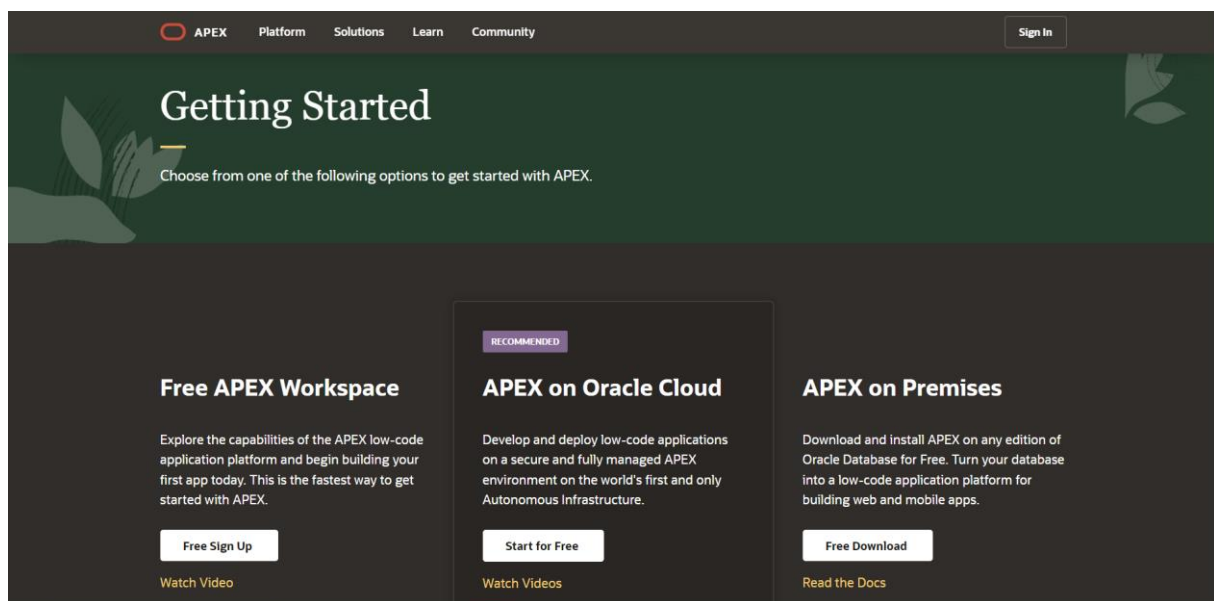 APEX Platform Solutions Learn Community Sign In
Getting Started
Choose from one of the following options to get started with APEX.
Free APEX Workspace
Explore the capabilities of the APEX low-code
application platform and begin building your
first app today. This is the fastest way to get
started with APEX.
Free Sign Up
Watch Video
RECOMMENDED
APEX on Oracle Cloud
Develop and deploy low-code applications
on a secure and fully managed APEX
environment on the world's first and only
Autonomous Infrastructure.
Start for Free
Watch Videos
APEX on Premises
Download and install APEX on any edition of
Oracle Database for Free. Turn your database
into a low-code application platform for
building web and mobile apps.
Free Download
Read the Docs